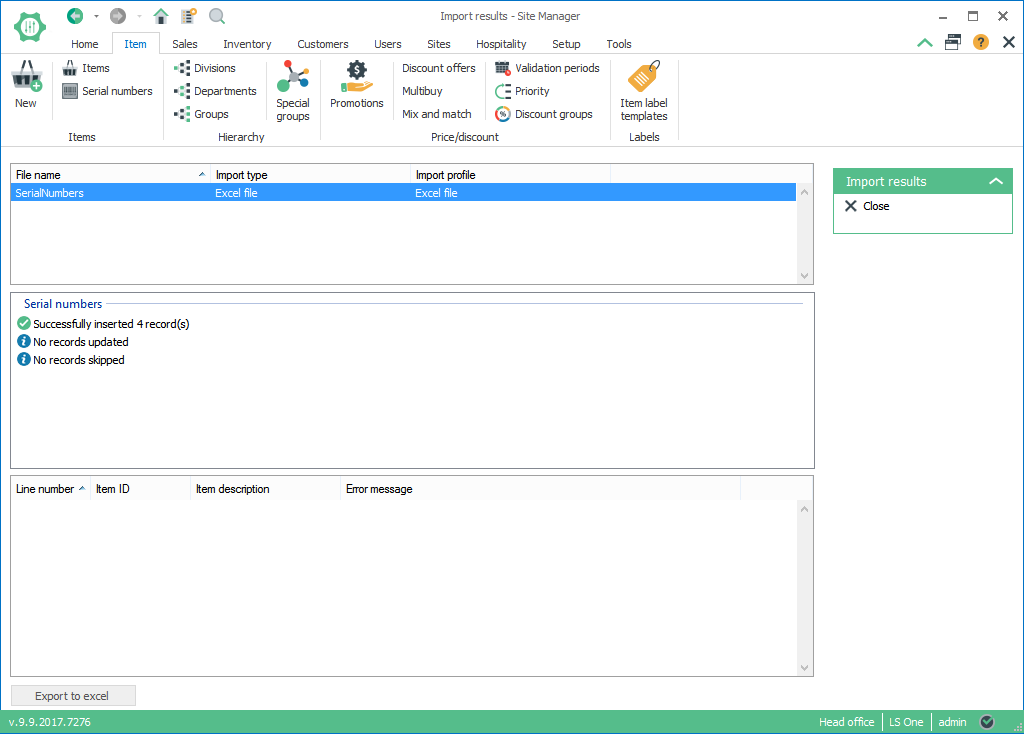 Import results - Site Manager
Home Item Sales Inventory Customers Users Sites Hospitality Setup Tools
New
Items
Serial numbers
Items
Divisions
Departments
Groups
Special groups
Hierarchy
Promotions
Discount offers
Multibuy
Mix and match
Validation periods
Priority
Discount groups
Price/discount
Item label templates
Labels
File name Import type Import profile
SerialNumbers Excel file Excel file
Import results
Close
Serial numbers
Successfully inserted 4 record(s)
No records updated
No records skipped
Line number Item ID Item description Error message
Export to excel
v.9.9.2017.7276 Head office LS One admin